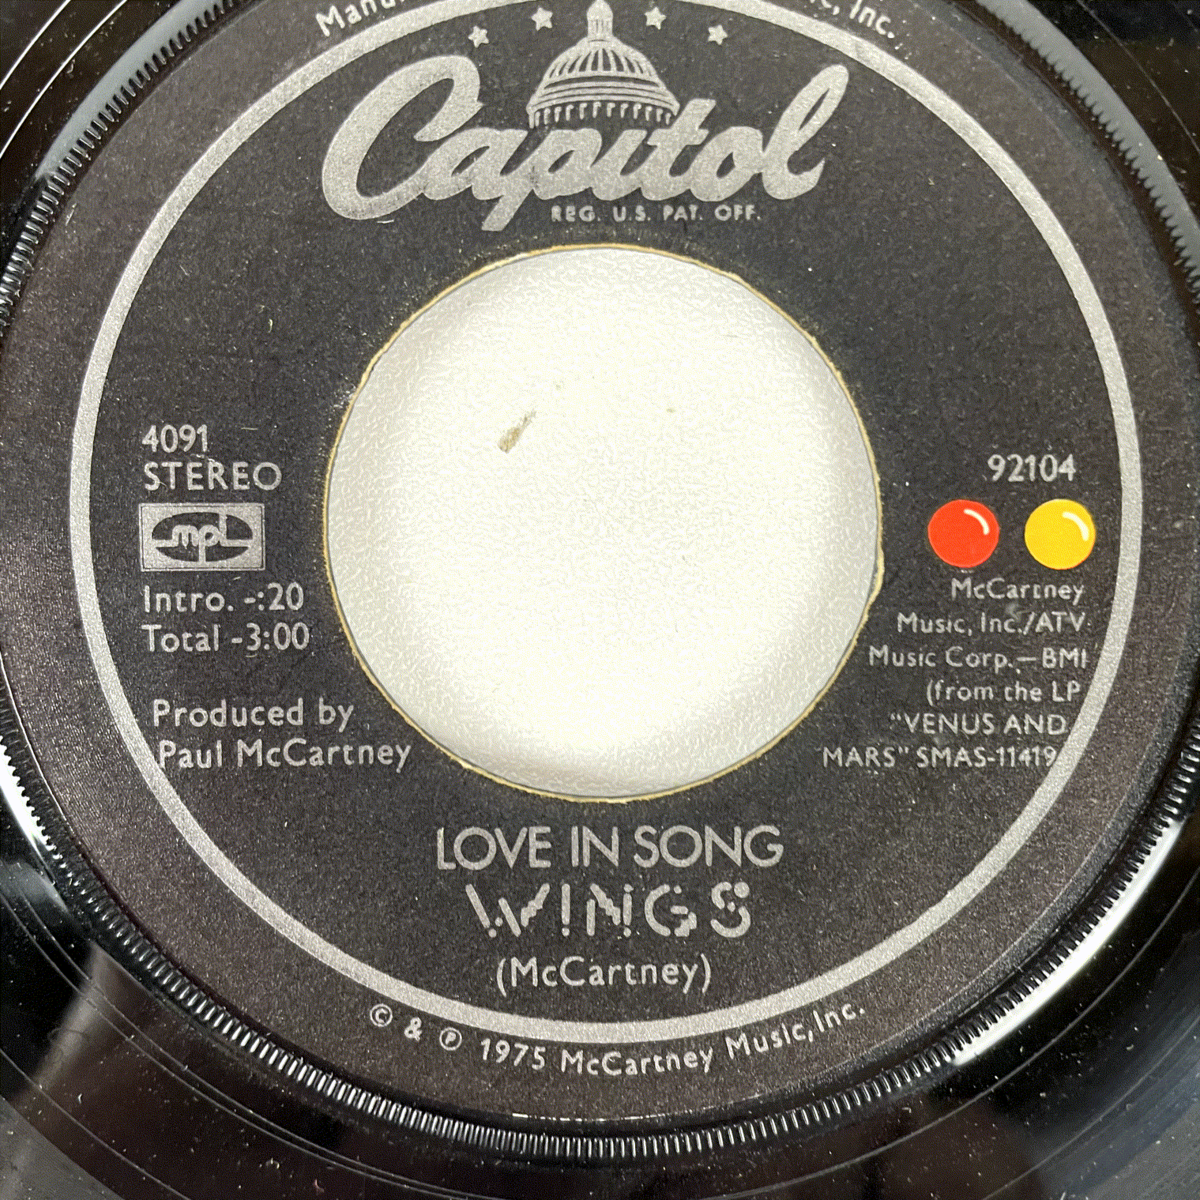 Capitol
REG. U.S. PAT. OFF.
4091
STEREO
mpl
Intro. -:20
Total -3:00
Produced by
Paul McCartney
92104
McCartney
Music, Inc./ATV
Music Corp.—BMI
(from the LP
"VENUS AND
MARS" SMAS-11419
LOVE IN SONG
WINGS
(McCartney)
© & ℗ 1975 McCartney Music, Inc.
Inc.